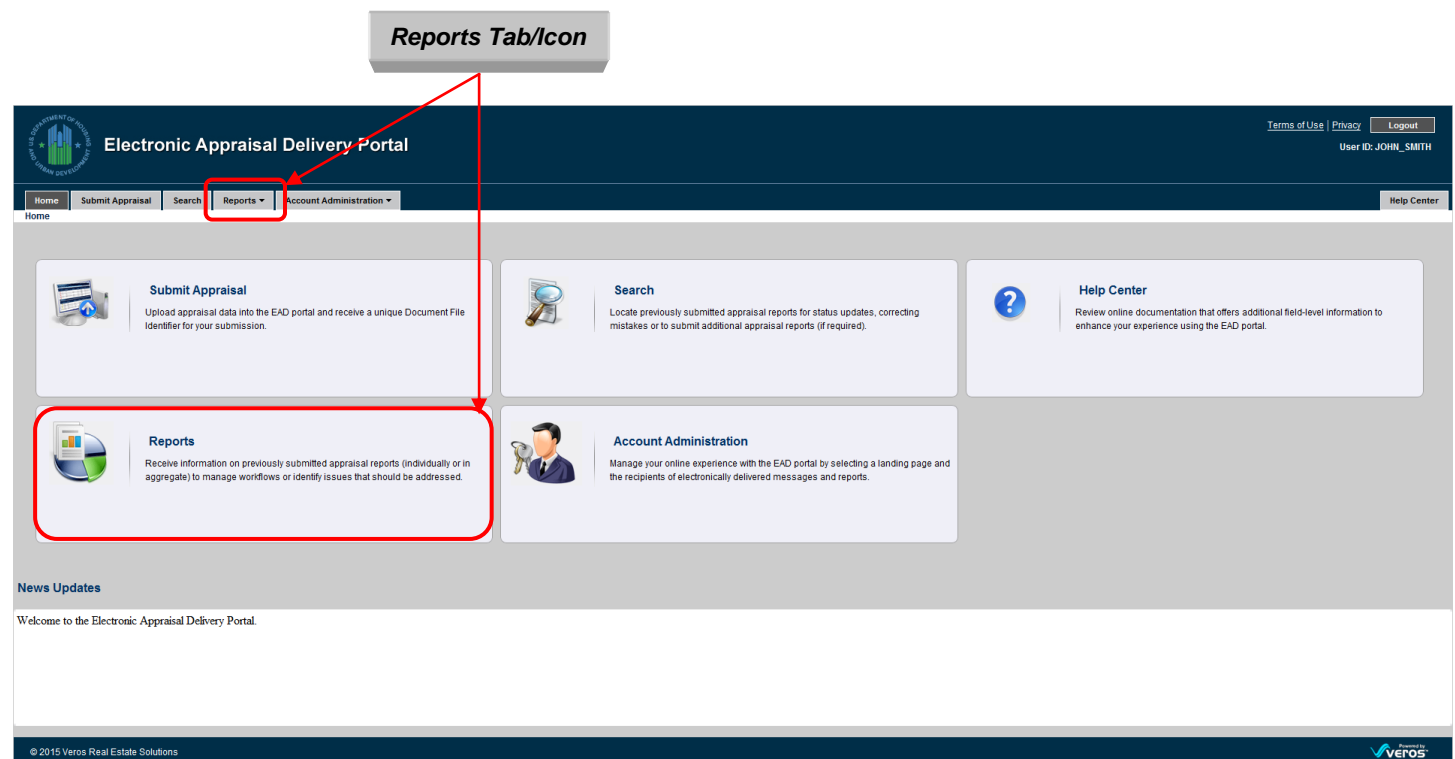 Reports Tab/Icon
U.S. DEPARTMENT OF HOUSING
AND URBAN DEVELOPMENT
Electronic Appraisal Delivery Portal
Terms of Use | Privacy Logout
User ID: JOHN_SMITH
Home Submit Appraisal Search Reports Account Administration Help Center
Home
Submit Appraisal
Upload appraisal data into the EAD portal and receive a unique Document File
Identifier for your submission.
Search
Locate previously submitted appraisal reports for status updates, correcting
mistakes or to submit additional appraisal reports (if required).
Help Center
Review online documentation that offers additional field-level information to
enhance your experience using the EAD portal.
Reports
Receive information on previously submitted appraisal reports (individually or in
aggregate) to manage workflows or identify issues that should be addressed.
Account Administration
Manage your online experience with the EAD portal by selecting a landing page and
the recipients of electronically delivered messages and reports.
News Updates
Welcome to the Electronic Appraisal Delivery Portal.
© 2015 Veros Real Estate Solutions
Powered by
veros